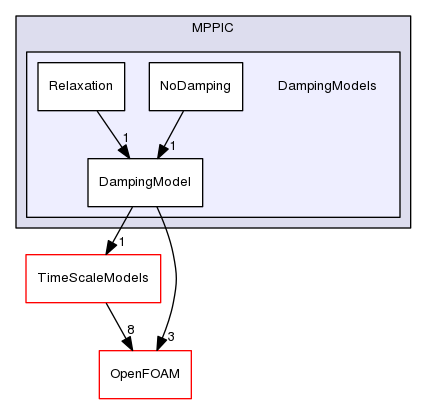 MPPIC
Relaxation
NoDamping
DampingModels
1
1
DampingModel
1
TimeScaleModels
8
3
OpenFOAM